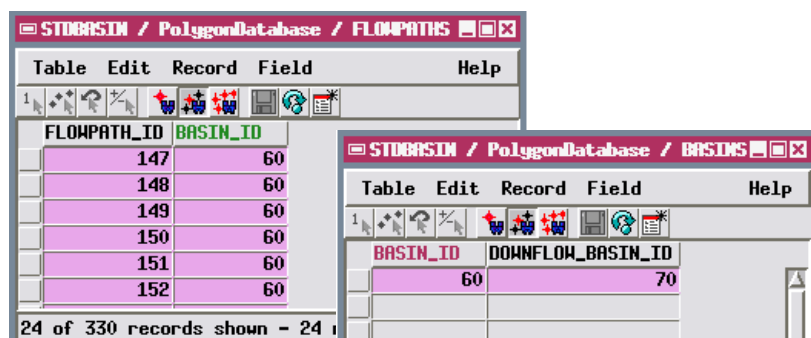 STDBASIN / PolygonDatabase / FLOWPATHS
Table Edit Record Field Help
FLOWPATH_ID BASIN_ID
147 60
148 60
149 60
150 60
151 60
152 60
24 of 330 records shown - 24
STDBASIN / PolygonDatabase / BASINS
Table Edit Record Field Help
BASIN_ID DOWNFLOW_BASIN_ID
60 70